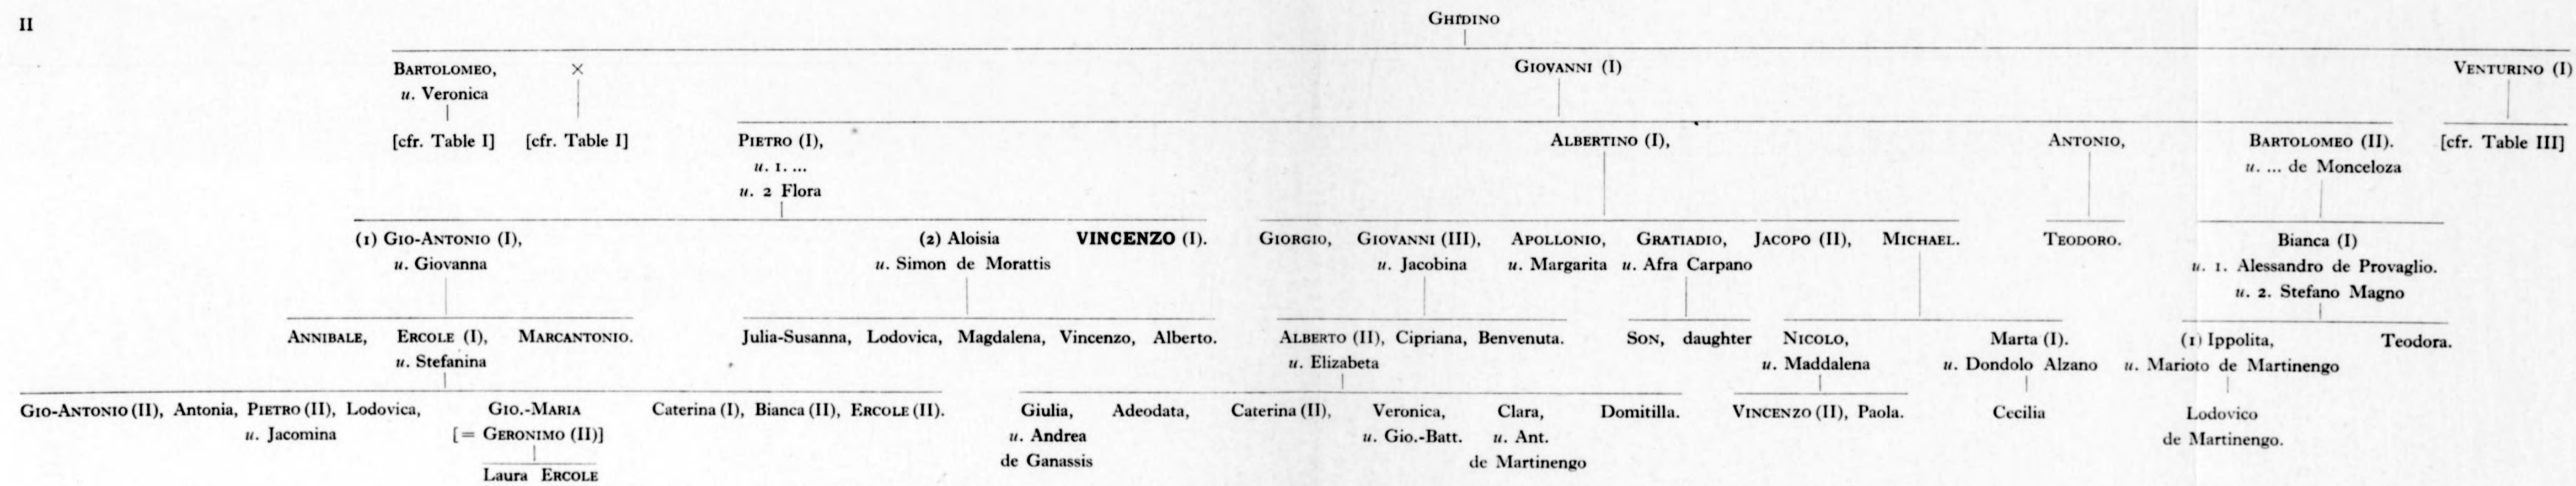 II
GHIDINO
BARTOLOMEO, × GIOVANNI (I) VENTURINO (I)
u. Veronica
[cfr. Table I] [cfr. Table I] PIETRO (I), ALBERTINO (I), ANTONIO, BARTOLOMEO (II). [cfr. Table III]
u. 1. ... u. ... de Monceloza
u. 2 Flora
(1) GIO-ANTONIO (I), (2) Aloisia VINCENZO (I). GIORGIO, GIOVANNI (III), APOLLONIO, GRATIADIO, JACOPO (II), MICHAEL. TEODORO. Bianca (I)
u. Giovanna u. Simon de Morattis u. Jacobina u. Margarita u. Afra Carpano u. 1. Alessandro de Provaglio.
u. 2. Stefano Magno
ANNIBALE, ERCOLE (I), MARCANTONIO. Julia-Susanna, Lodovica, Magdalena, Vincenzo, Alberto. ALBERTO (II), Cipriana, Benvenuta. SON, daughter NICOLO, Marta (I). (1) Ippolita, Teodora.
u. Stefanina u. Elizabeta u. Maddalena u. Dondolo Alzano u. Marioto de Martinengo
GIO-ANTONIO (II), Antonia, PIETRO (II), Lodovica, GIO.-MARIA Caterina (I), Bianca (II), ERCOLE (II). Giulia, Adeodata, Caterina (II), Veronica, Clara, Domitilla. VINCENZO (II), Paola. Cecilia Lodovico
u. Jacomina [= GERONIMO (II)] u. Andrea u. Gio.-Batt. u. Ant. de Martinengo.
de Ganassis de Martinengo
Laura ERCOLE